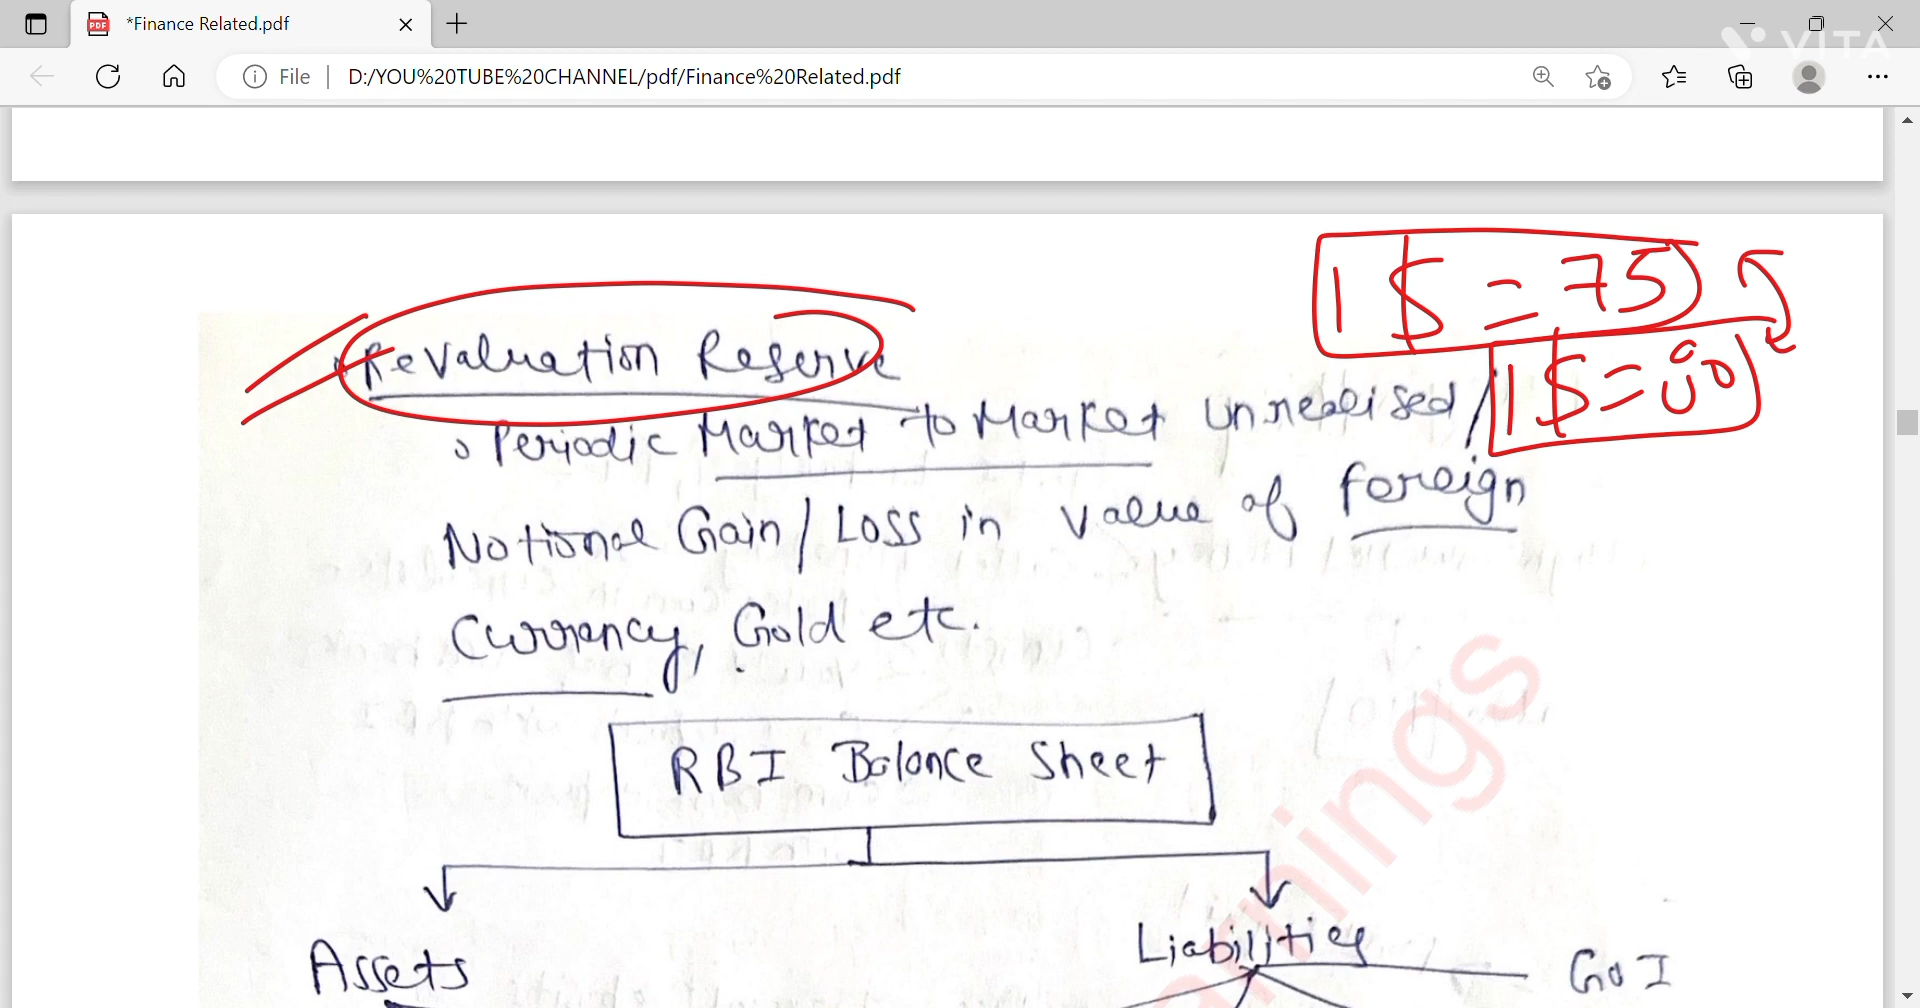 *Finance Related.pdf
VITA
File | D:/YOU%20TUBE%20CHANNEL/pdf/Finance%20Related.pdf
1 $ = 75
1 $ = 80
Revaluation Reserve
Periodic Market to Market unrealised /
Notional Gain / Loss in value of foreign
Currency, Gold etc.
RBI Balance Sheet
Assets
Liabilities
GoI